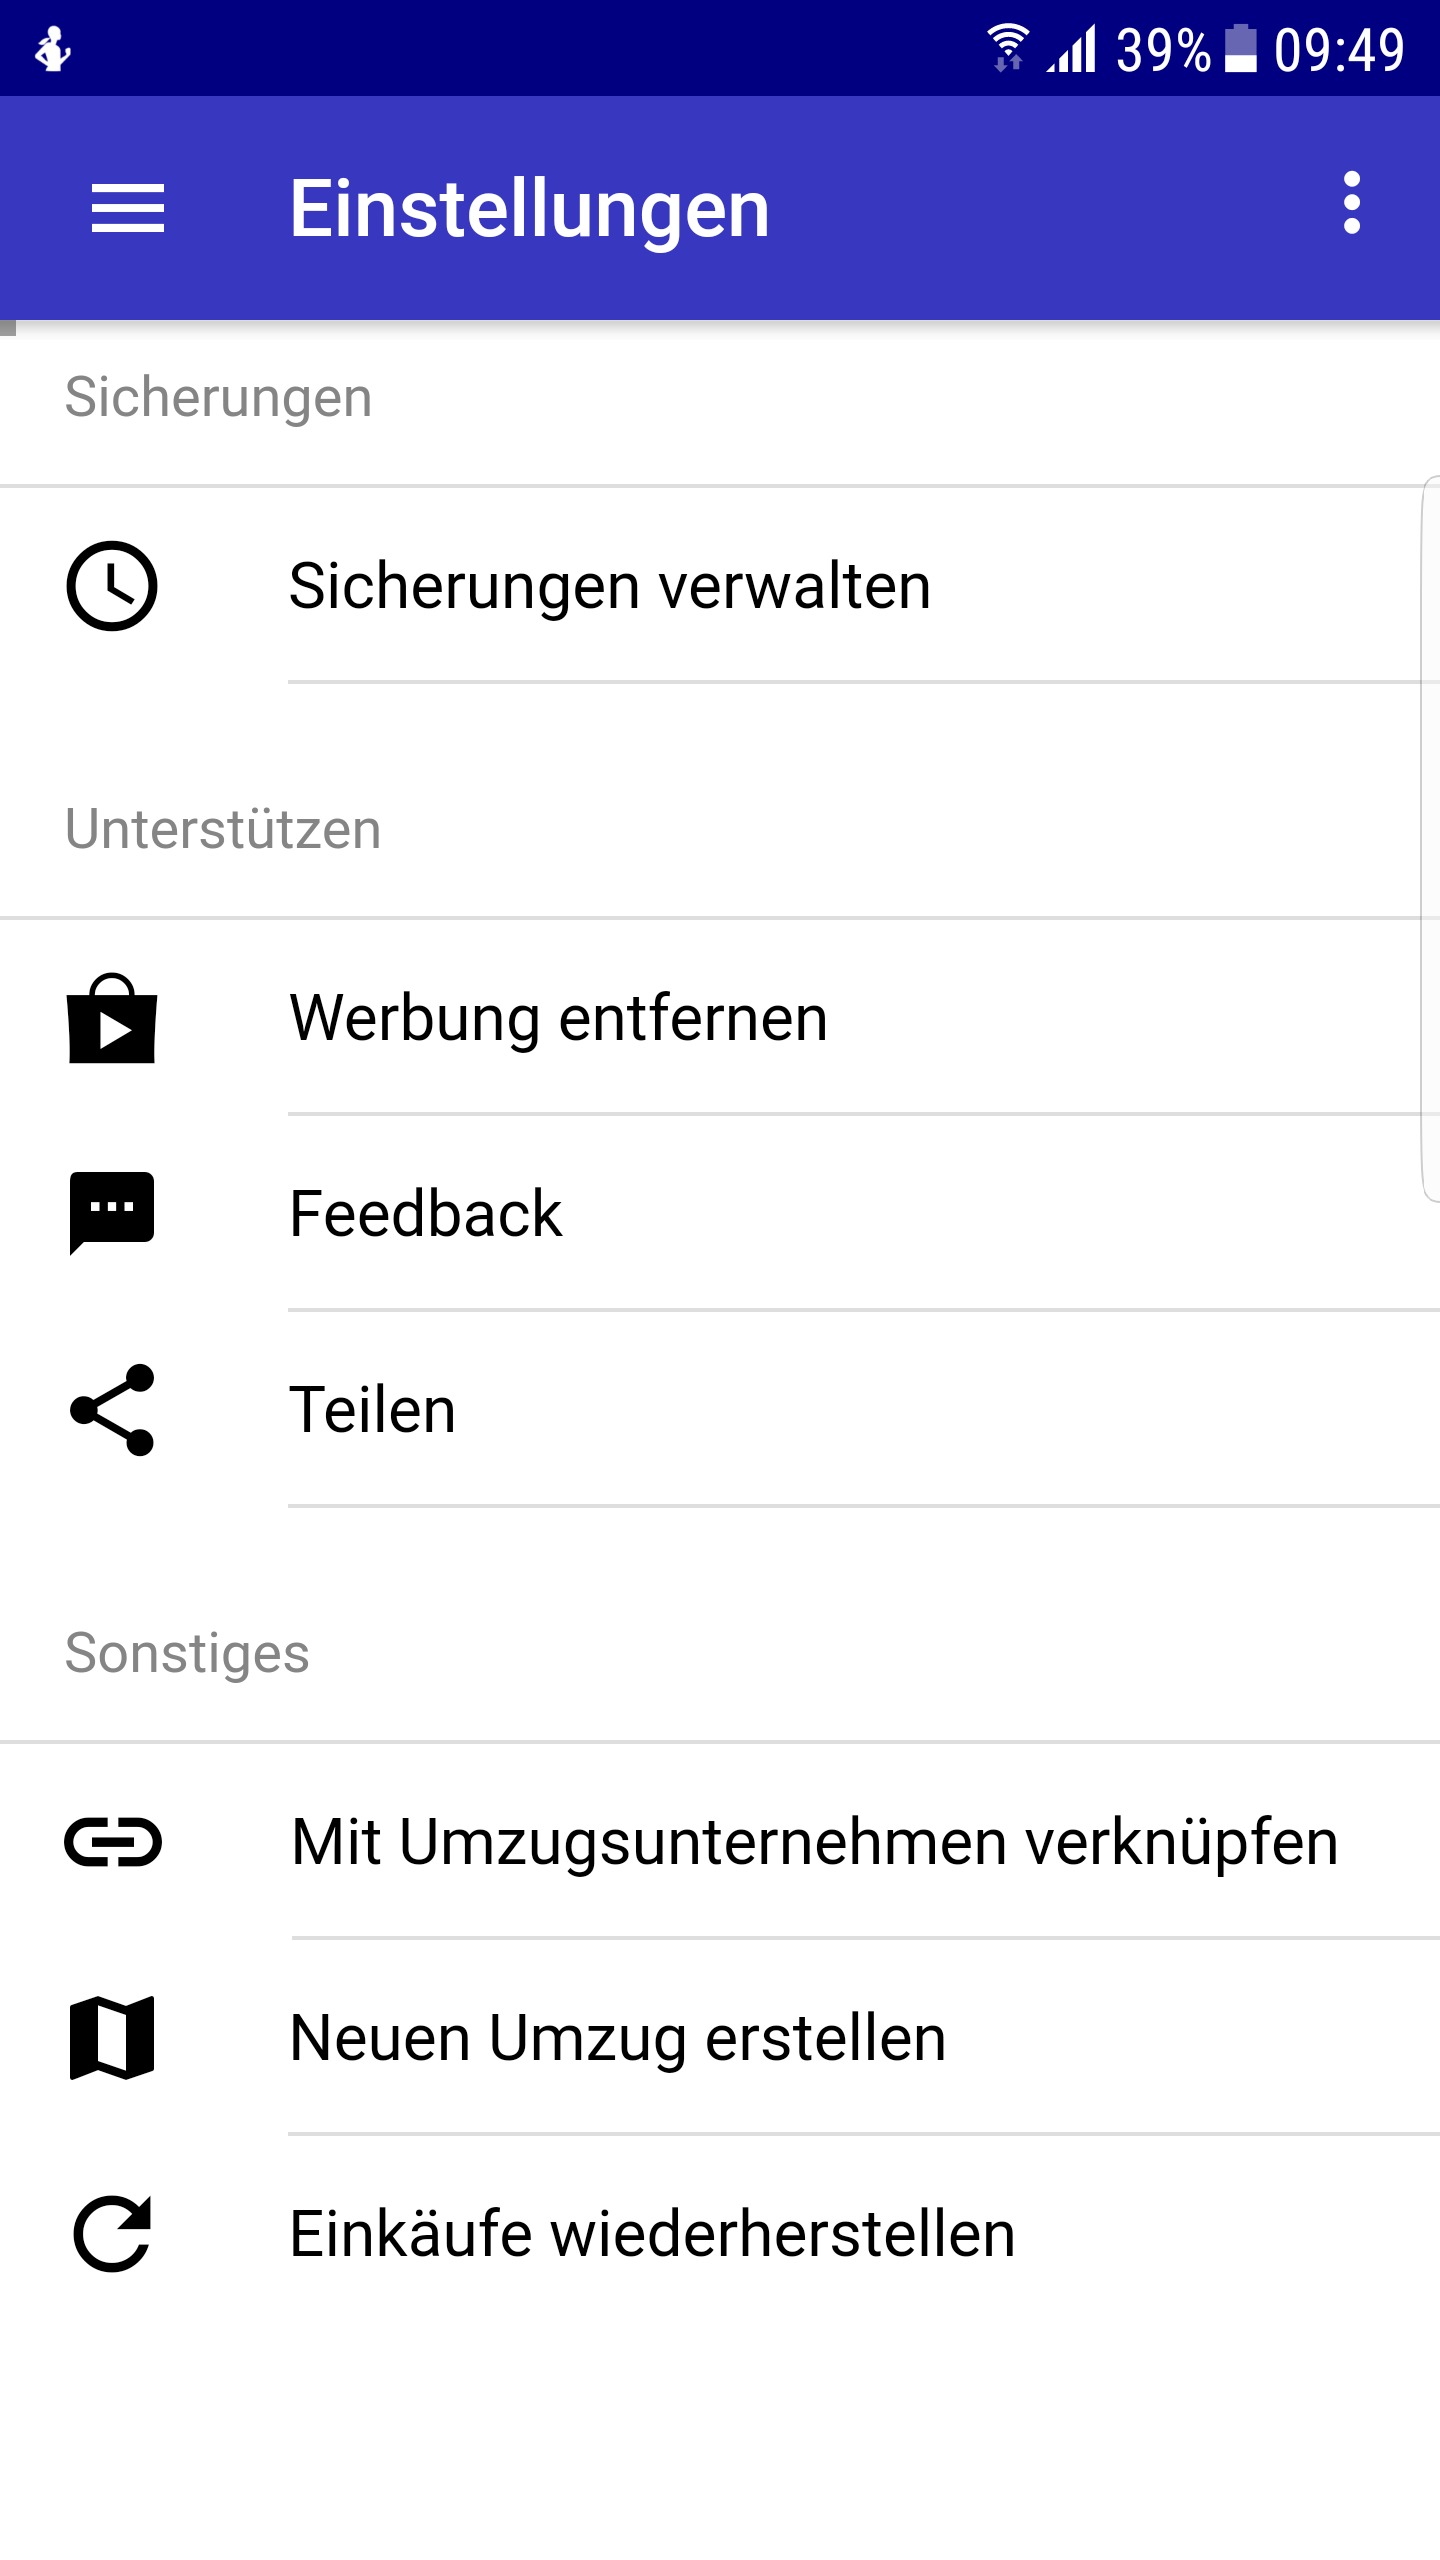 39% 09:49
Einstellungen
Sicherungen
Sicherungen verwalten
Unterstützen
Werbung entfernen
Feedback
Teilen
Sonstiges
Mit Umzugsunternehmen verknüpfen
Neuen Umzug erstellen
Einkäufe wiederherstellen